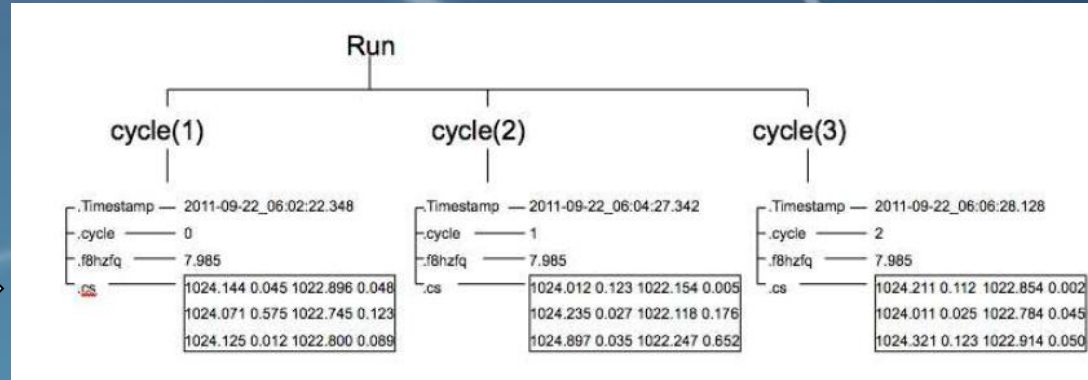 Run
cycle(1) cycle(2) cycle(3)
.Timestamp 2011-09-22_06:02:22.348
.cycle 0
.f8hzfq 7.985
.cs
1024.144 0.045 1022.896 0.048
1024.071 0.575 1022.745 0.123
1024.125 0.012 1022.800 0.089
.Timestamp 2011-09-22_06:04:27.342
.cycle 1
.f8hzfq 7.985
.cs
1024.012 0.123 1022.154 0.005
1024.235 0.027 1022.118 0.176
1024.897 0.035 1022.247 0.652
.Timestamp 2011-09-22_06:06:28.128
.cycle 2
.f8hzfq 7.985
.cs
1024.211 0.112 1022.854 0.002
1024.011 0.025 1022.784 0.045
1024.321 0.123 1022.914 0.050